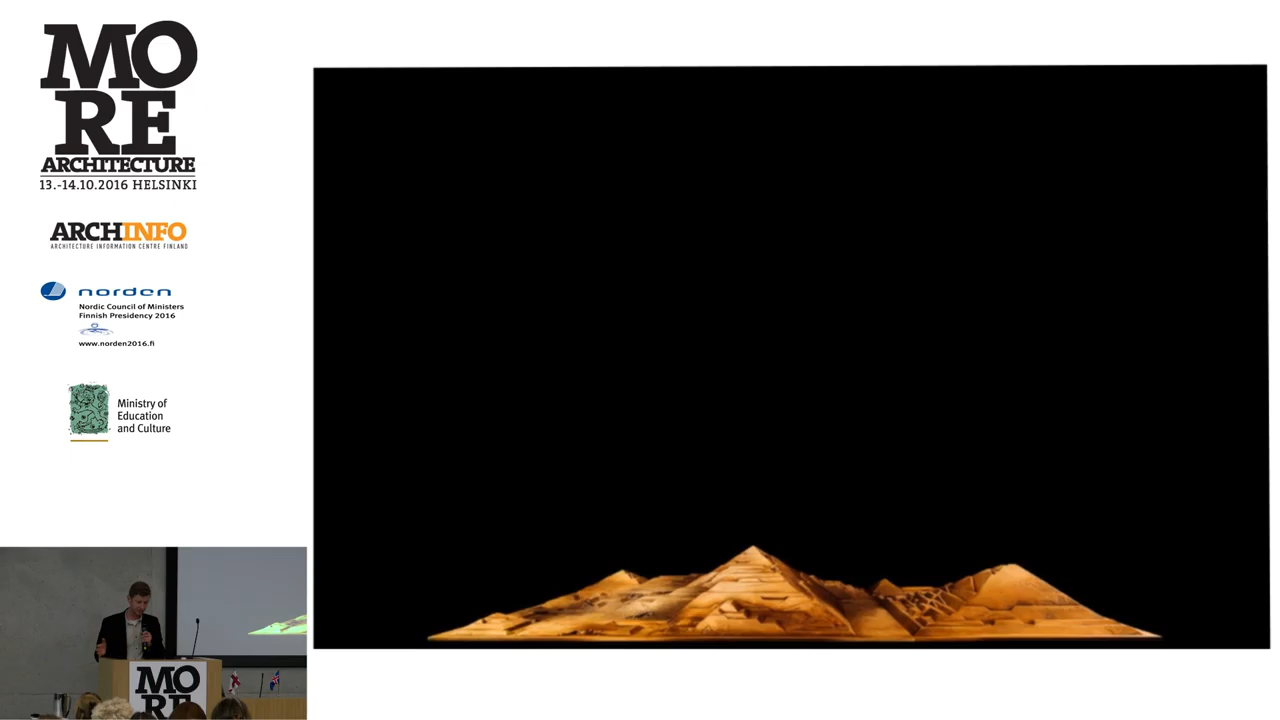 MO
RE
ARCHITECTURE
13.-14.10.2016 HELSINKI
ARCHINFO
ARCHITECTURE INFORMATION CENTRE FINLAND
norden
Nordic Council of Ministers
Finnish Presidency 2016
www.norden2016.fi
Ministry of
Education
and Culture
MO
RE